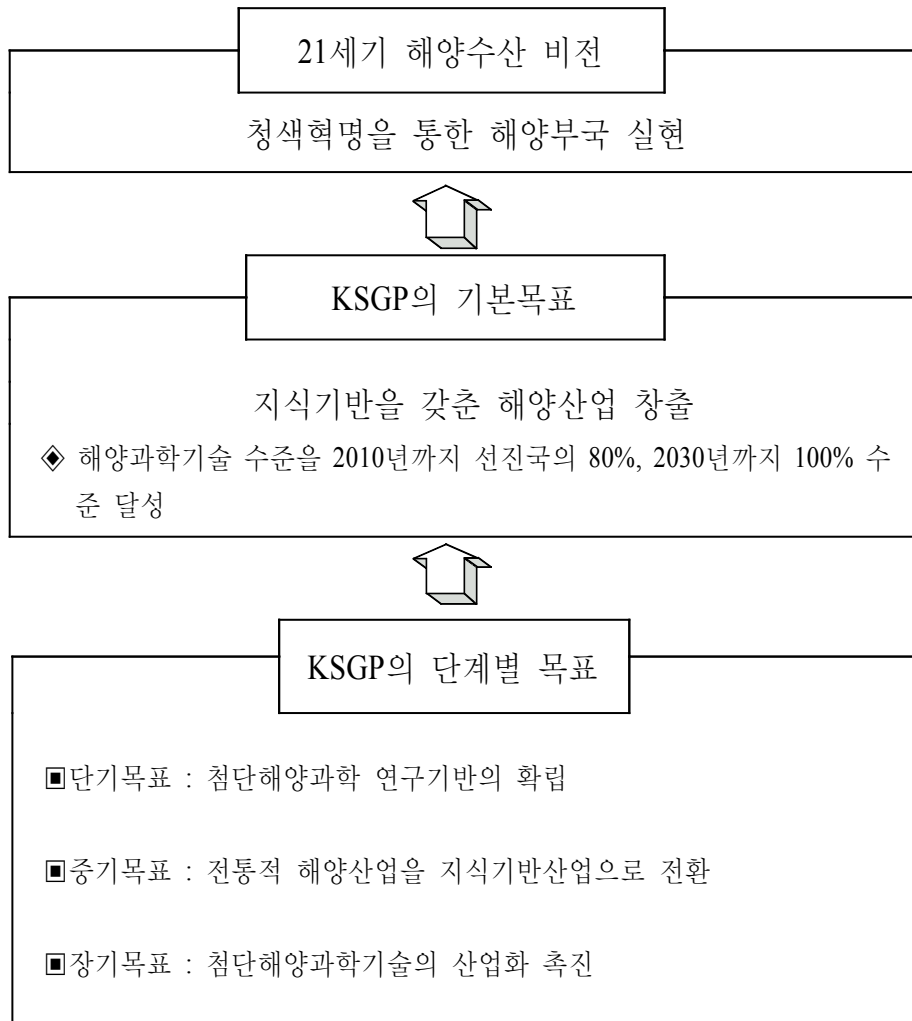 21세기 해양수산 비전
청색혁명을 통한 해양부국 실현
KSGP의 기본목표
지식기반을 갖춘 해양산업 창출
◈ 해양과학기술 수준을 2010년까지 선진국의 80%, 2030년까지 100% 수
준 달성
KSGP의 단계별 목표
▣단기목표 : 첨단해양과학 연구기반의 확립
▣중기목표 : 전통적 해양산업을 지식기반산업으로 전환
▣장기목표 : 첨단해양과학기술의 산업화 촉진